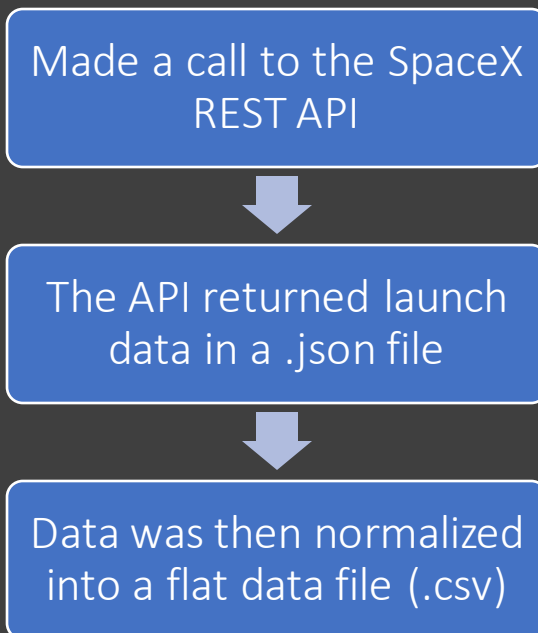 Made a call to the SpaceX
REST API
The API returned launch
data in a .json file
Data was then normalized
into a flat data file (.csv)